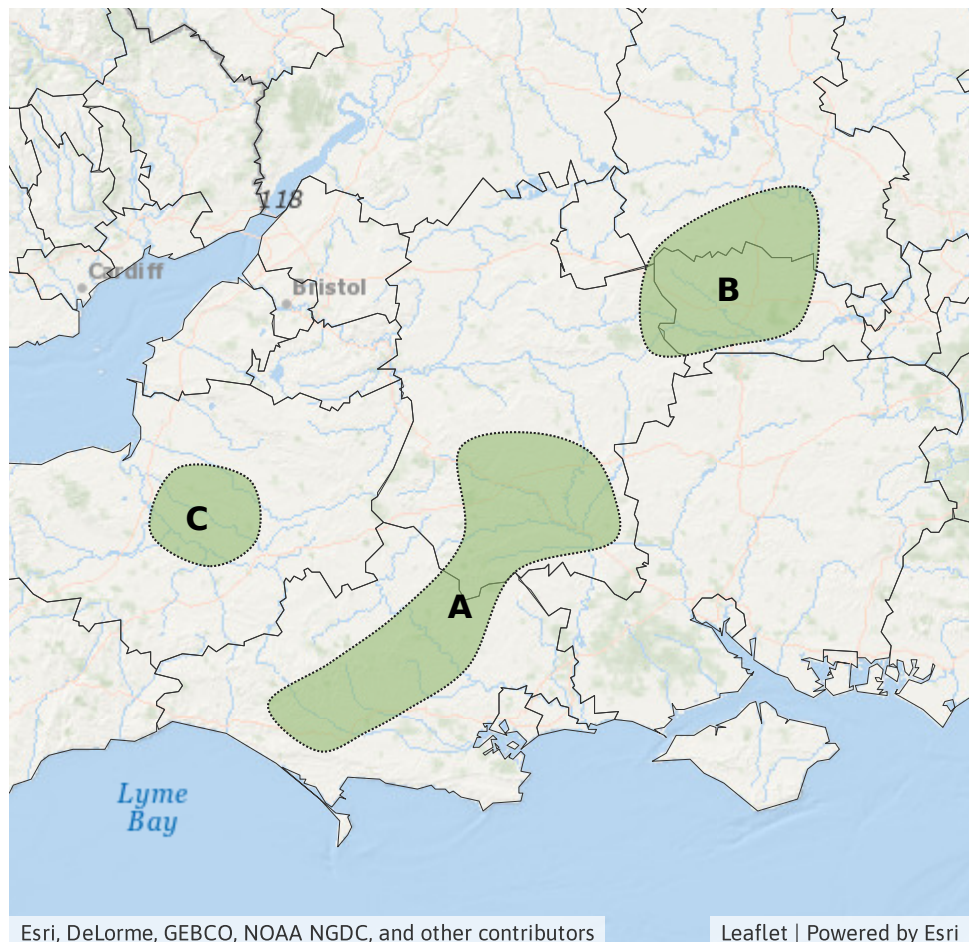 118
Cardiff
Bristol
B
C
A
Lyme
Bay
Esri, DeLorme, GEBCO, NOAA NGDC, and other contributors
Leaflet | Powered by Esri